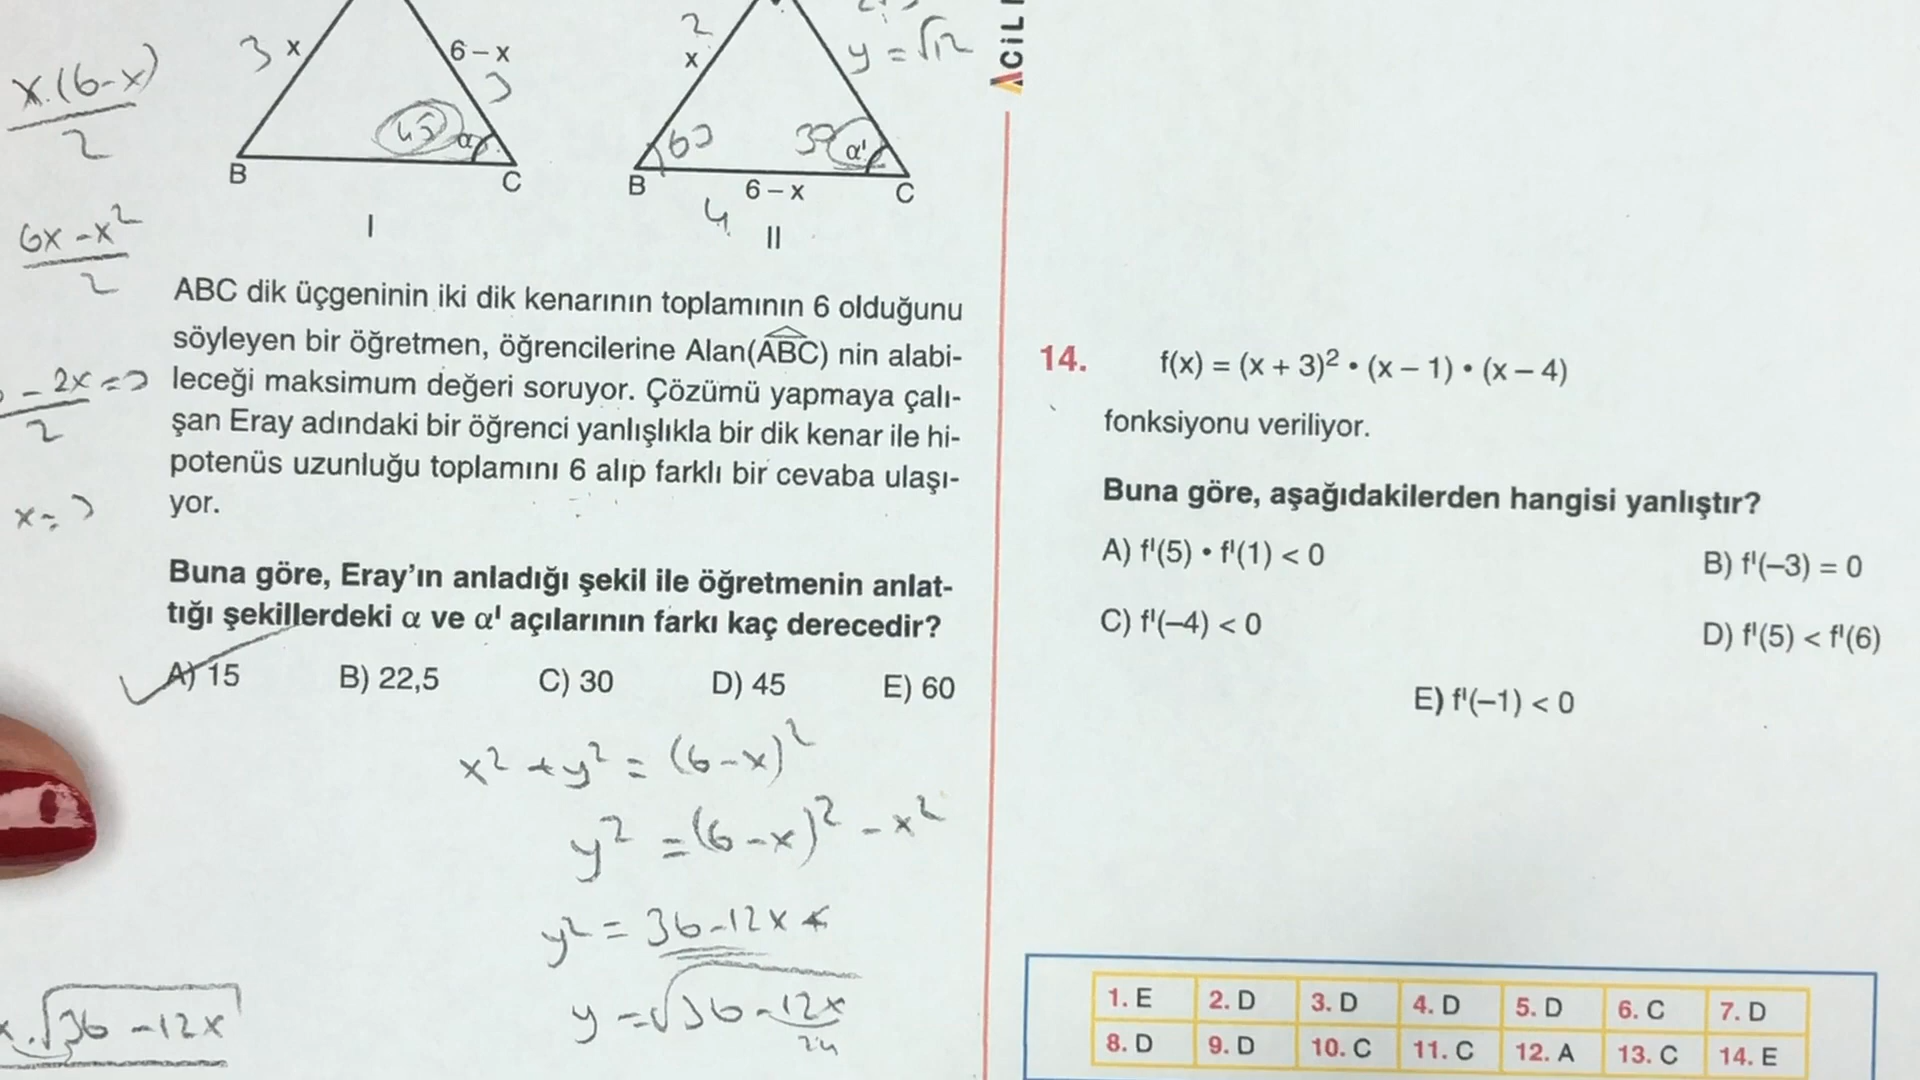 3 x
6 – x
3
x.(6-x)
2
45 α
B
C
I
6x - x²
2
2
x
y = √12
60
30 α'
B
6 – x
C
4
II
ABC dik üçgeninin iki dik kenarının toplamının 6 olduğunu
söyleyen bir öğretmen, öğrencilerine Alan(ABC) nin alabi-
leceği maksimum değeri soruyor. Çözümü yapmaya çalı-
şan Eray adındaki bir öğrenci yanlışlıkla bir dik kenar ile hi-
potenüs uzunluğu toplamını 6 alıp farklı bir cevaba ulaşı-
yor.
- 2x =
2
x =
Buna göre, Eray'ın anladığı şekil ile öğretmenin anlat-
tığı şekillerdeki α ve α' açılarının farkı kaç derecedir?
A) 15 B) 22,5 C) 30 D) 45 E) 60
x² + y² = (6-x)²
y² = (6-x)² - x²
y² = 36-12x
y = √36-12x
24
x.√36-12x
ACİL
14. f(x) = (x + 3)² • (x – 1) • (x – 4)
fonksiyonu veriliyor.
Buna göre, aşağıdakilerden hangisi yanlıştır?
A) f'(5) • f'(1) < 0 B) f'(–3) = 0
C) f'(–4) < 0 D) f'(5) < f'(6)
E) f'(–1) < 0
1. E 2. D 3. D 4. D 5. D 6. C 7. D
8. D 9. D 10. C 11. C 12. A 13. C 14. E